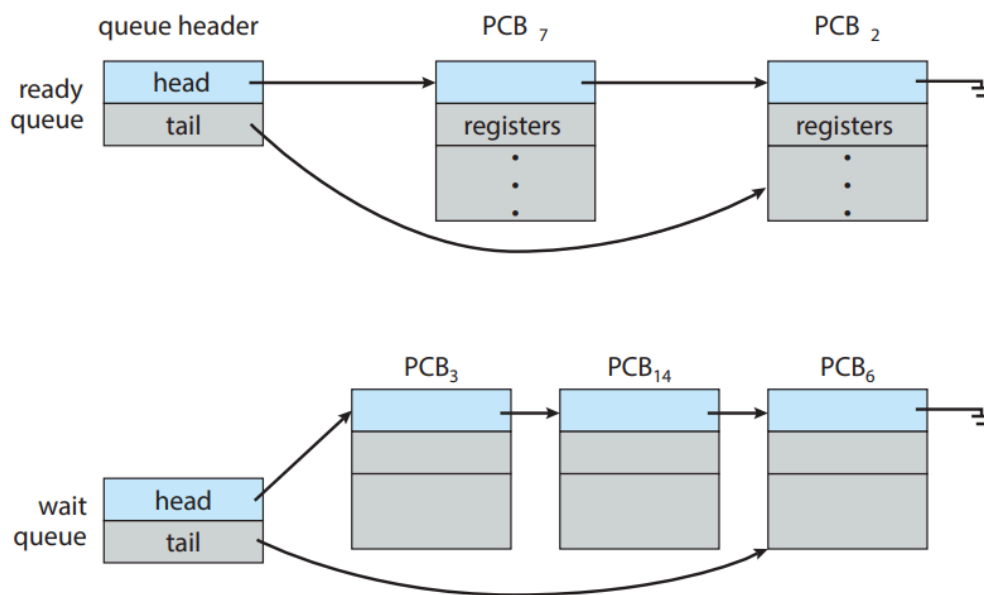 queue header
PCB 7
PCB 2
ready
queue
head
tail
registers
registers
PCB3
PCB14
PCB6
wait
queue
head
tail